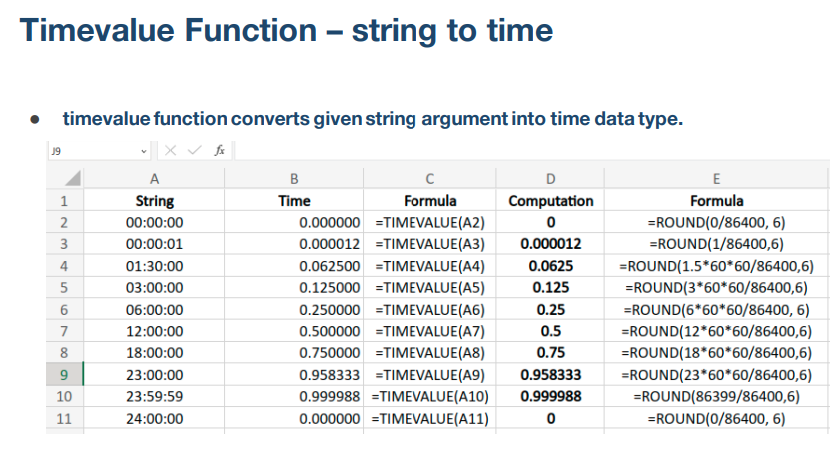 Timevalue Function – string to time
● timevalue function converts given string argument into time data type.
J9 fx
A B C D E
1 String Time Formula Computation Formula
2 00:00:00 0.000000 =TIMEVALUE(A2) 0 =ROUND(0/86400, 6)
3 00:00:01 0.000012 =TIMEVALUE(A3) 0.000012 =ROUND(1/86400,6)
4 01:30:00 0.062500 =TIMEVALUE(A4) 0.0625 =ROUND(1.5*60*60/86400,6)
5 03:00:00 0.125000 =TIMEVALUE(A5) 0.125 =ROUND(3*60*60/86400,6)
6 06:00:00 0.250000 =TIMEVALUE(A6) 0.25 =ROUND(6*60*60/86400, 6)
7 12:00:00 0.500000 =TIMEVALUE(A7) 0.5 =ROUND(12*60*60/86400,6)
8 18:00:00 0.750000 =TIMEVALUE(A8) 0.75 =ROUND(18*60*60/86400,6)
9 23:00:00 0.958333 =TIMEVALUE(A9) 0.958333 =ROUND(23*60*60/86400,6)
10 23:59:59 0.999988 =TIMEVALUE(A10) 0.999988 =ROUND(86399/86400,6)
11 24:00:00 0.000000 =TIMEVALUE(A11) 0 =ROUND(0/86400, 6)